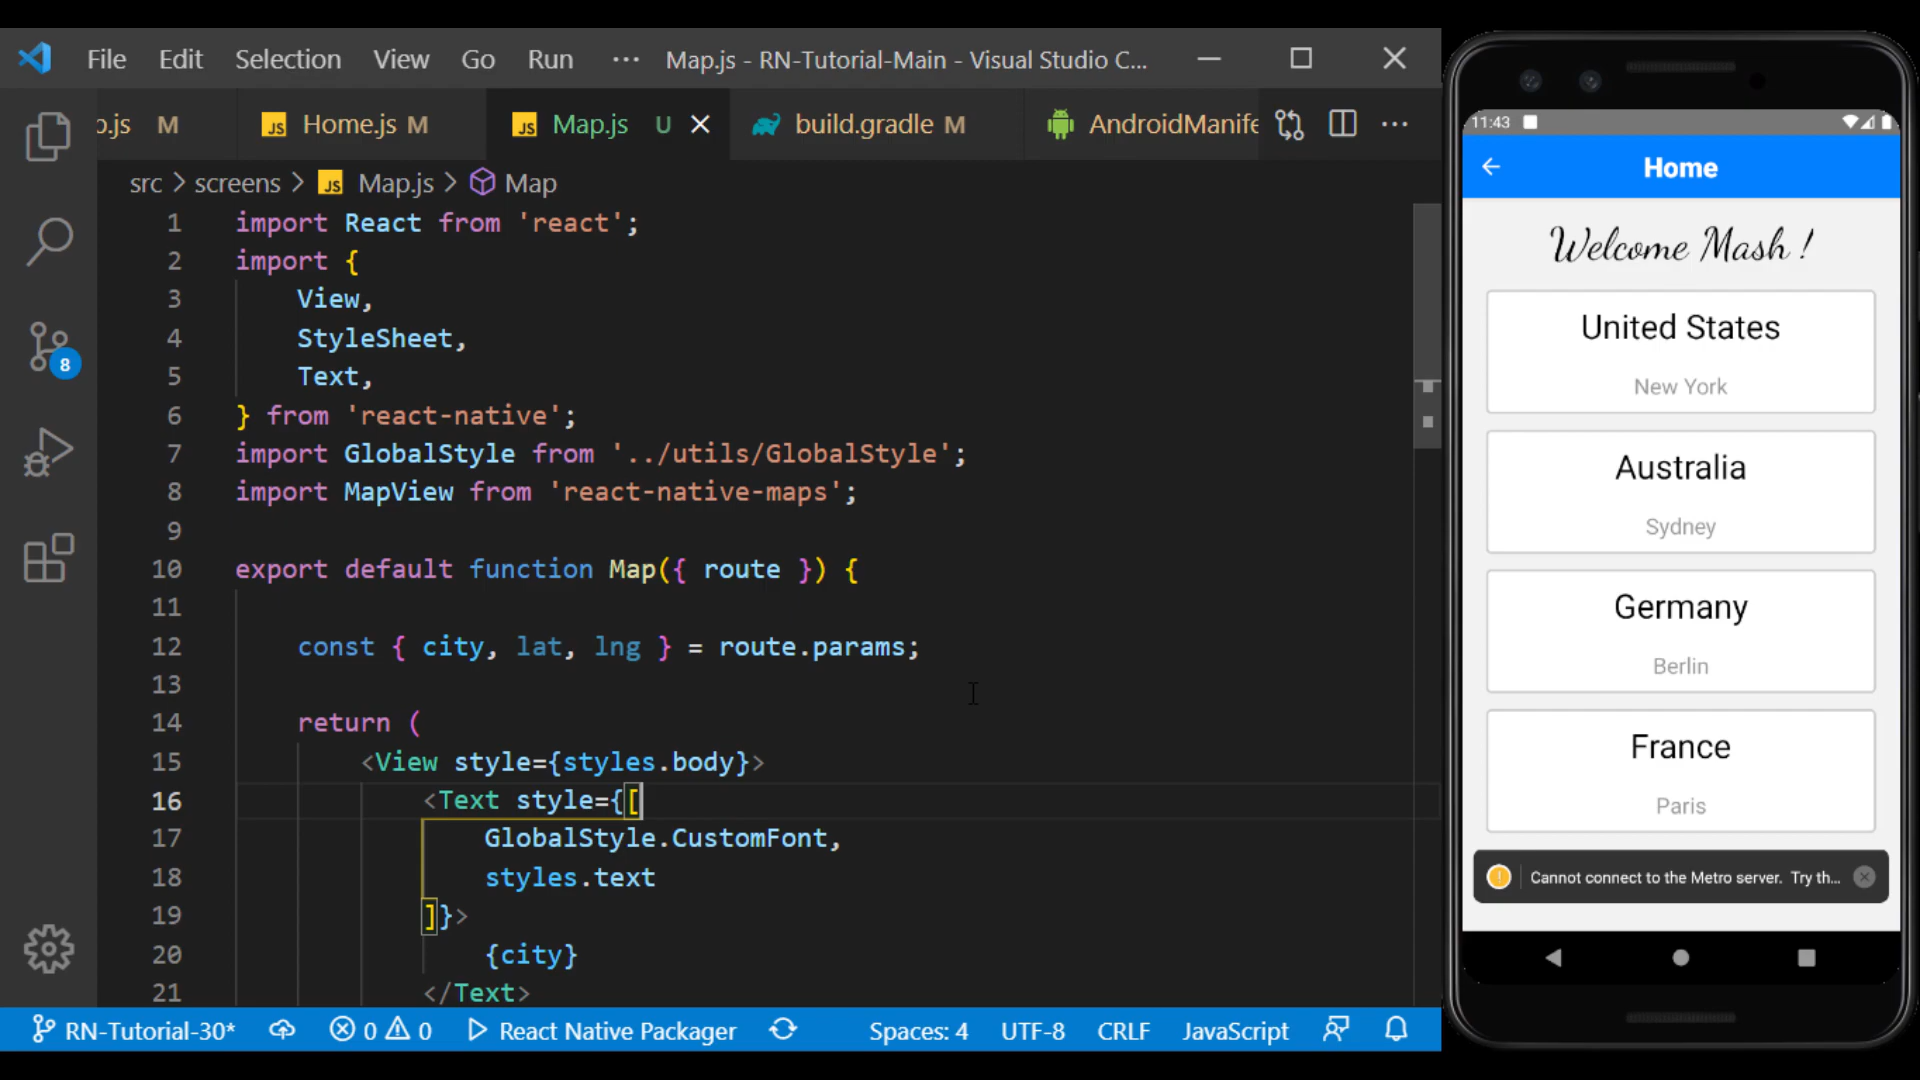 File Edit Selection View Go Run ··· Map.js - RN-Tutorial-Main - Visual Studio C...
.js M
Home.js M
Map.js U
build.gradle M
AndroidManife
src > screens > JS Map.js > Map
1 import React from 'react';
2 import {
3 View,
4 StyleSheet,
5 Text,
6 } from 'react-native';
7 import GlobalStyle from '../utils/GlobalStyle';
8 import MapView from 'react-native-maps';
9
10 export default function Map({ route }) {
11
12 const { city, lat, lng } = route.params;
13
14 return (
15 <View style={styles.body}>
16 <Text style={[
17 GlobalStyle.CustomFont,
18 styles.text
19 ]}>
20 {city}
21 </Text>
8
RN-Tutorial-30* 0 0 React Native Packager Spaces: 4 UTF-8 CRLF JavaScript
11:43
Home
Welcome Mash !
United States
New York
Australia
Sydney
Germany
Berlin
France
Paris
Cannot connect to the Metro server. Try th...